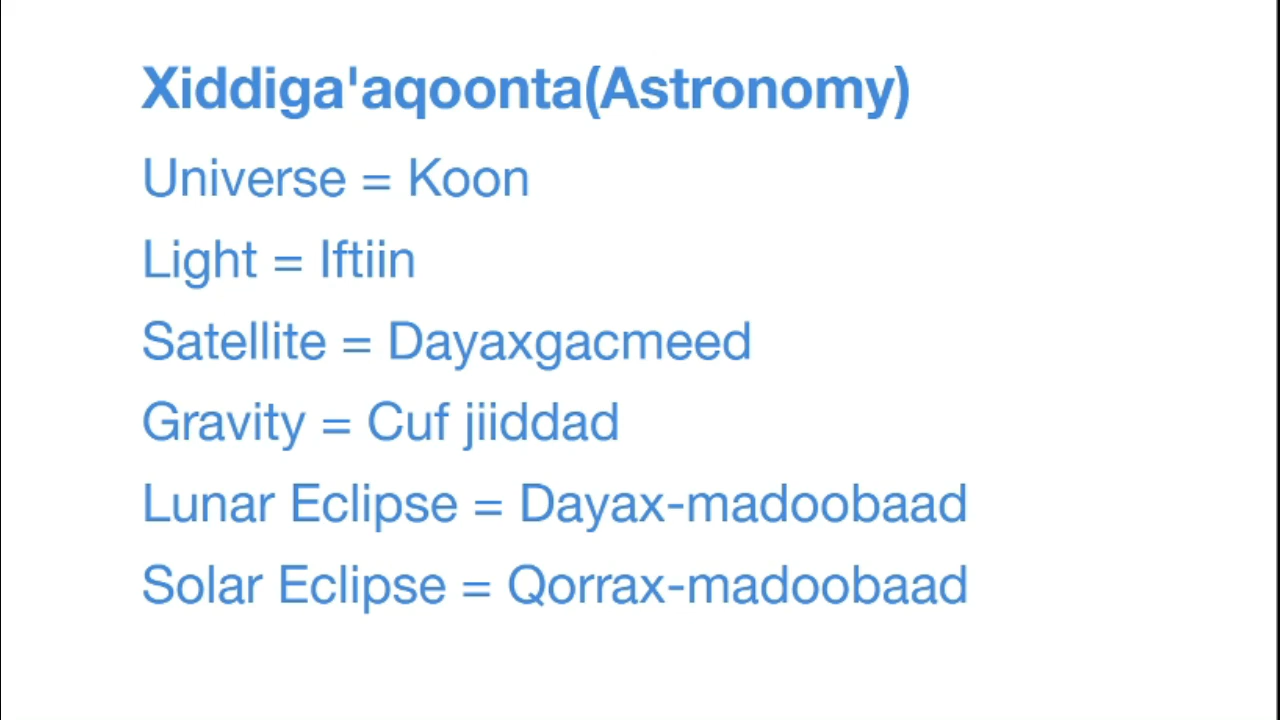 Xiddiga'aqoonta(Astronomy)
Universe = Koon
Light = Iftiin
Satellite = Dayaxgacmeed
Gravity = Cuf jiiddad
Lunar Eclipse = Dayax-madoobaad
Solar Eclipse = Qorrax-madoobaad